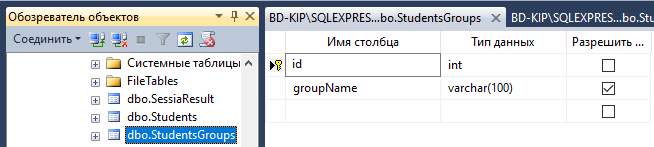 Обозреватель объектов
Соединить
Системные таблицы
FileTables
dbo.SessiaResult
dbo.Students
dbo.StudentsGroups
BD-KIP\SQLEXPRES...bo.StudentsGroups
BD-KIP\SQLEXPRES...bo.Stu
Имя столбца Тип данных Разрешить ...
id int
groupName varchar(100)